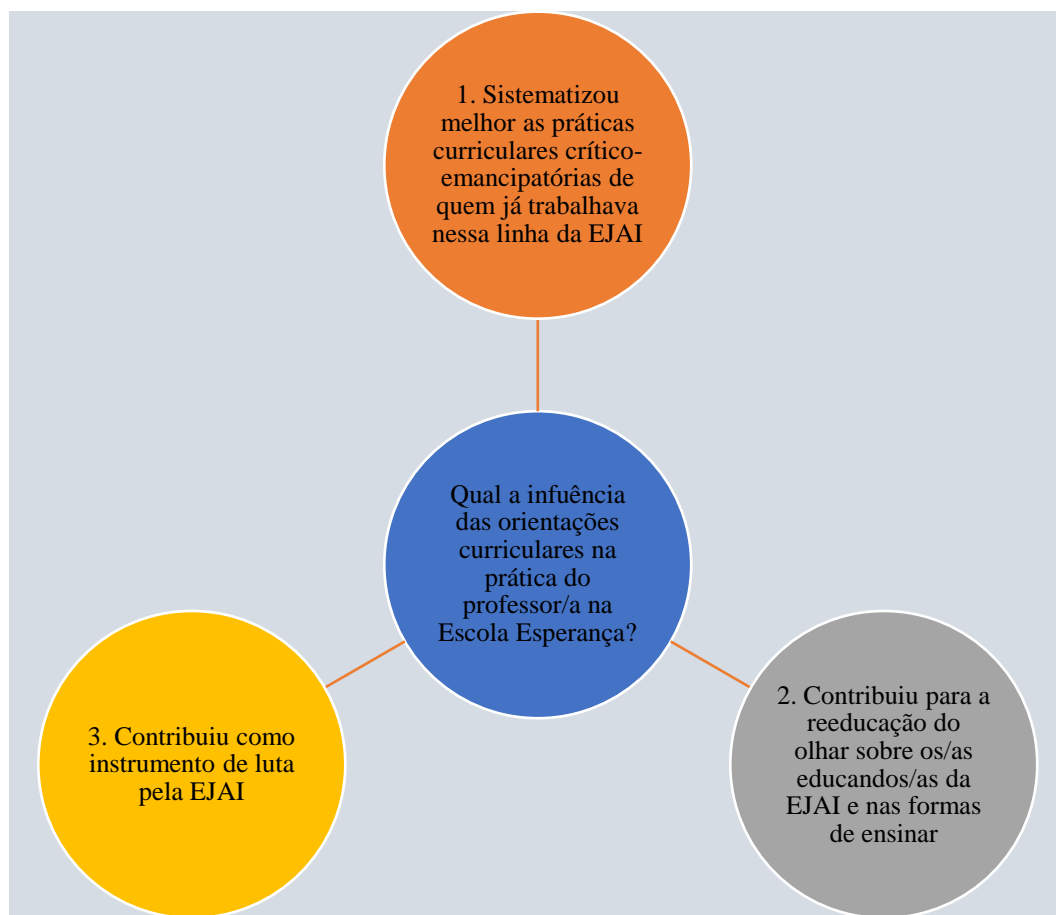 1. Sistematizou
melhor as práticas
curriculares crítico-
emancipatórias de
quem já trabalhava
nessa linha da EJAI
Qual a infuência
das orientações
curriculares na
prática do
professor/a na
Escola Esperança?
2. Contribuiu para a
reeducação do
olhar sobre os/as
educandos/as da
EJAI e nas formas
de ensinar
3. Contribuiu como
instrumento de luta
pela EJAI